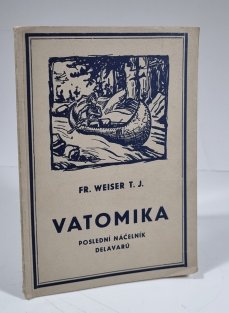 FR. WEISER T. J.
VATOMIKA
POSLEDNÍ NÁČELNÍK
DELAVARŮ